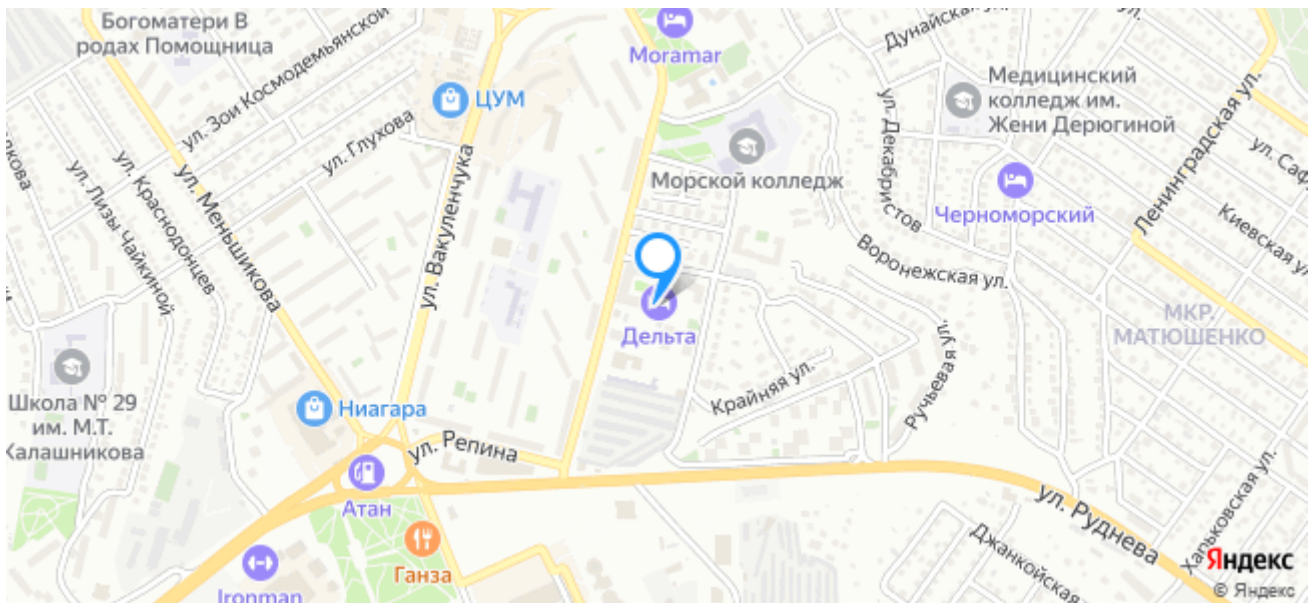 Богоматери В
родах Помощница
ул. Зои Космодемьянской
Moramar
Дунайская ул.
ул.
Медицинский
колледж им.
Жени Дерюгиной
Ленинградская ул.
ЦУМ
ул. Глухова
ул. Краснодонцев
ул. Лизы Чайкиной
ул. Меньшикова
ул. Вакуленчука
Морской колледж
ул. Декабристов
Черноморский
Киевская ул.
Воронежская ул.
МКР.
МАТЮШЕНКО
Дельта
Крайняя ул.
Ручьевая ул.
Школа № 29
им. М.Т.
Калашникова
Ниагара
ул. Репина
Атан
ул. Руднева
Харьковская ул.
Джанкойская
Ганза
Ironman
Яндекс
© Яндекс